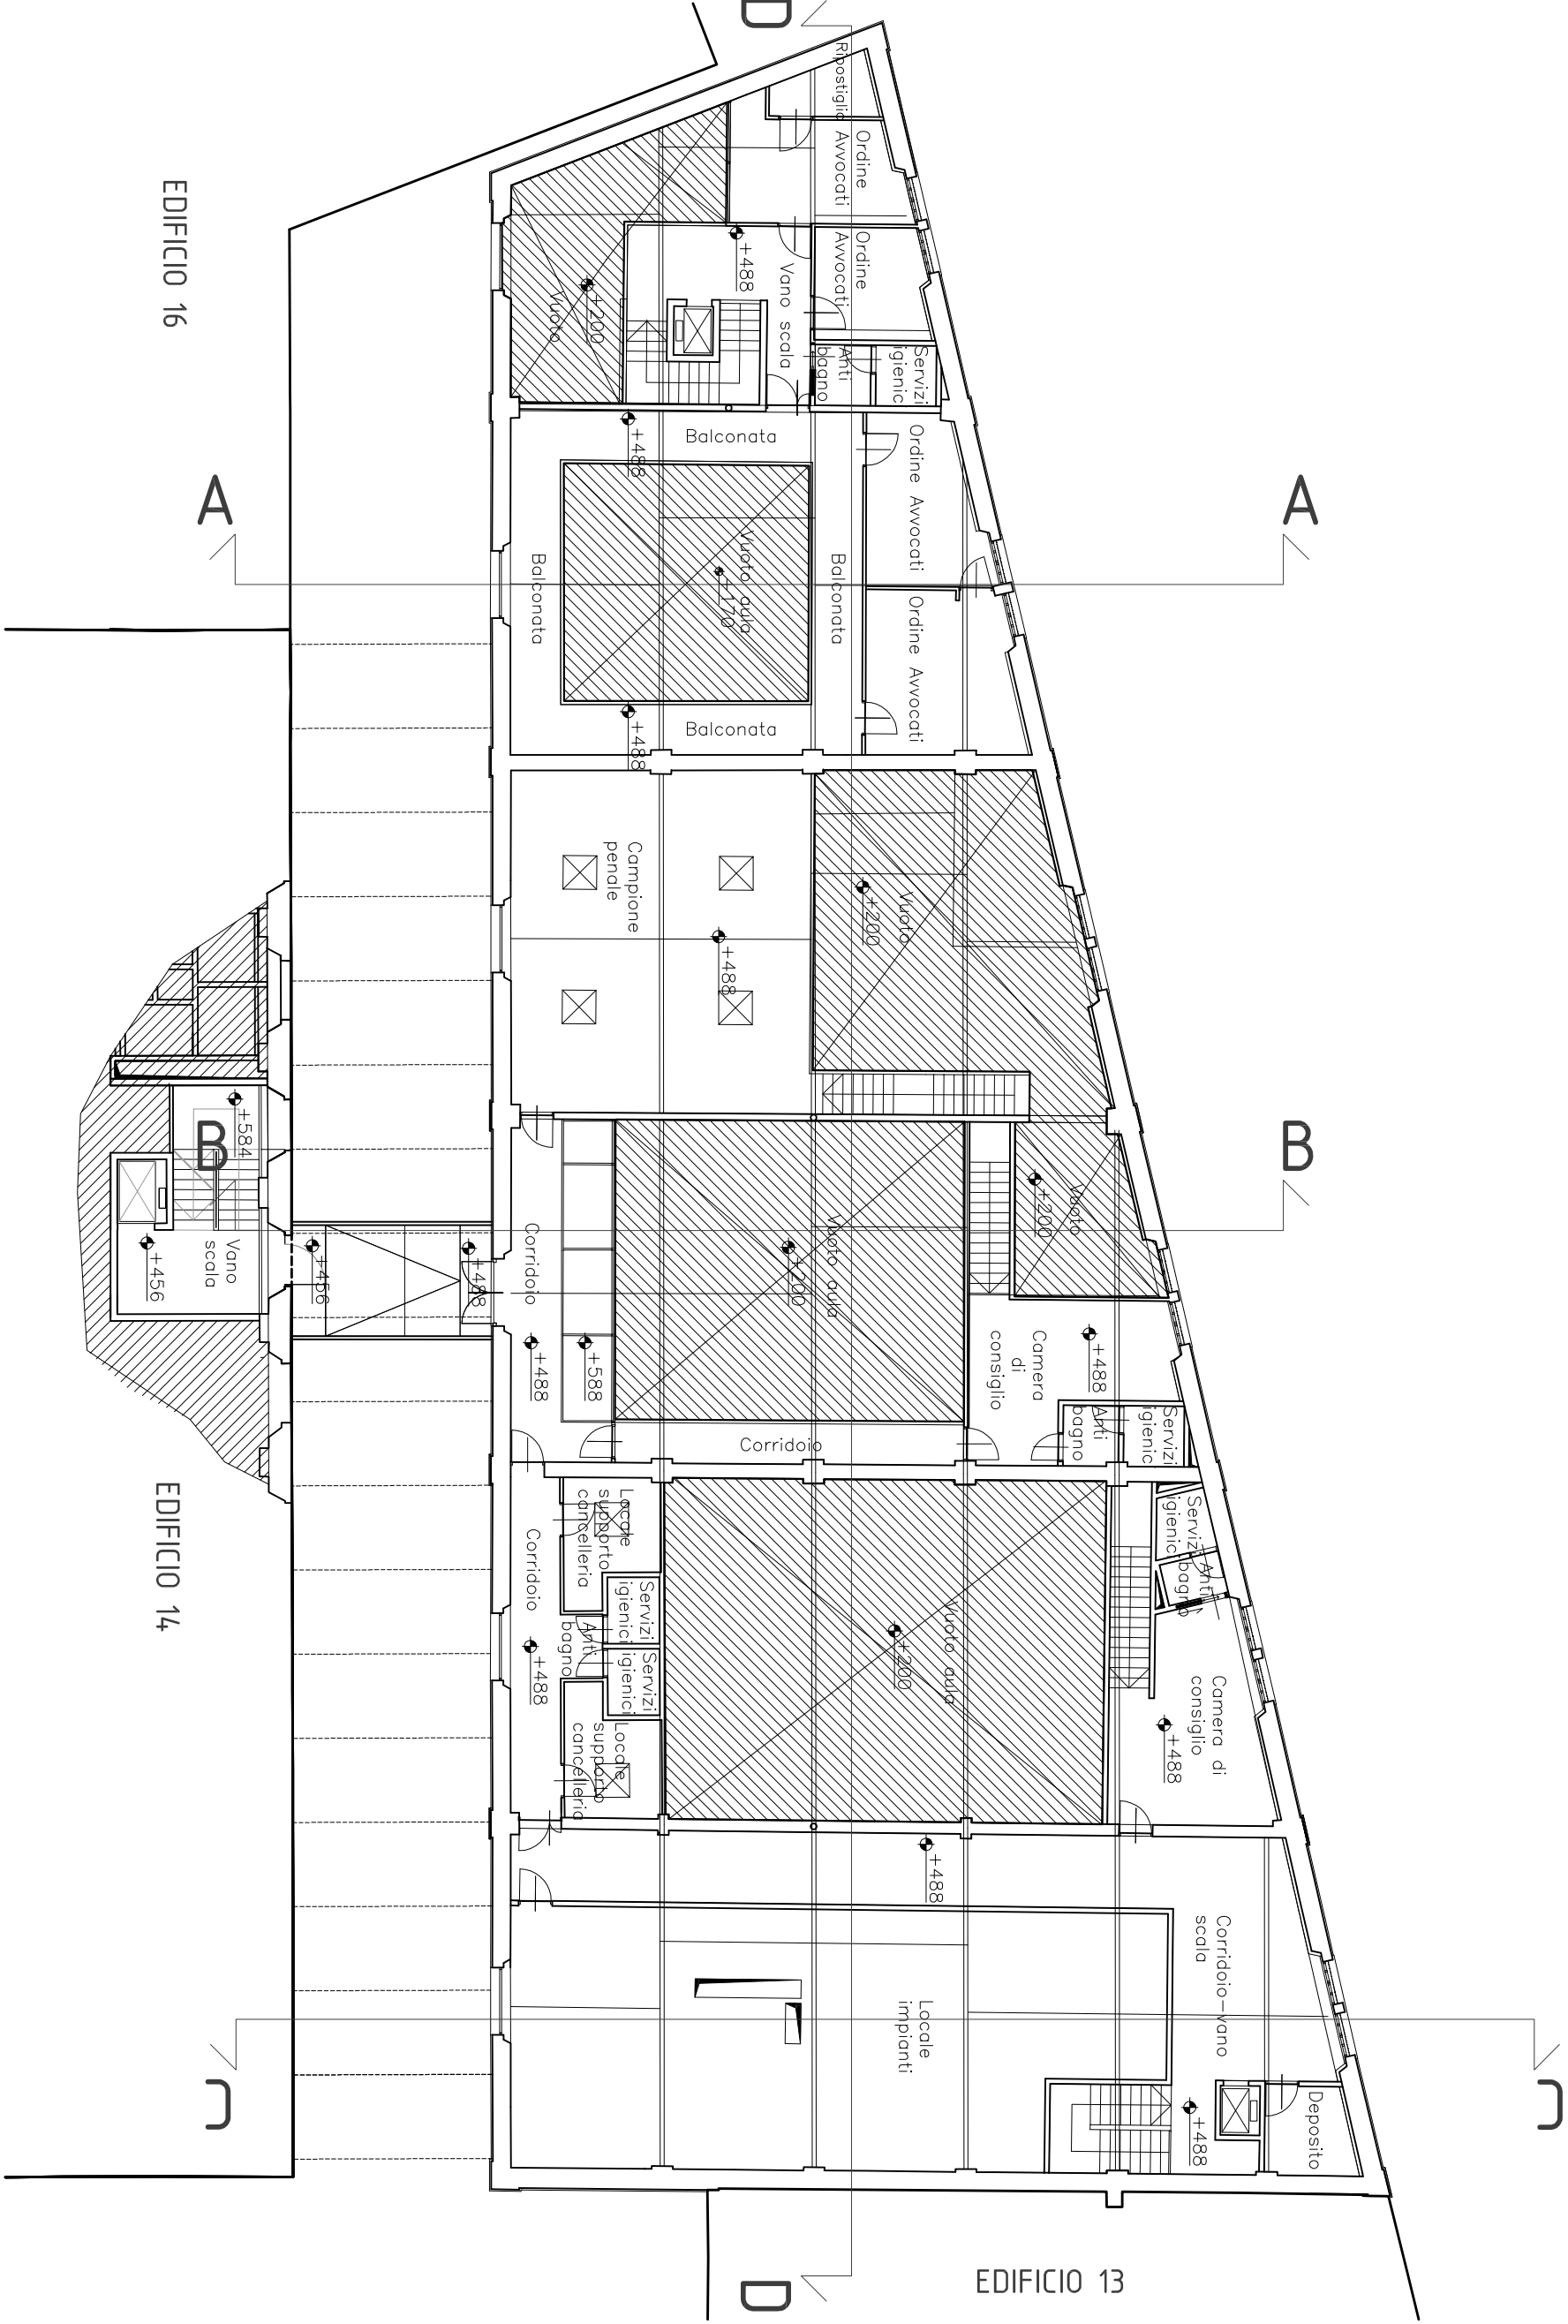 D
Ripostiglio
Ordine
Avvocati
EDIFICIO 16
Ordine
Avvocati
+488
Vano scala
+200
Vuoto
Anti
bagno
Servizi
igienic
+488
Balconata
Ordine Avvocati
A
A
Balconata
Vuoto aula
-170
Balconata
Ordine Avvocati
+488
Balconata
Campione
penale
+488
Vuoto
+200
+584
B
B
Vano
scala
+456
+456
+488
Corridoio
+488
+588
Vuoto aula
+200
Vuoto
+200
Camera
di
consiglio
+488
Anti
bagno
Servizi
igienic
Corridoio
EDIFICIO 14
Corridoio
+488
Locale
supporto
cancelleria
Servizi
igienici
Anti
bagno
Servizi
igienici
Locale
supporto
cancelleria
Vuoto aula
+200
Servizi
igienic
Anti
bagno
Camera di
consiglio
+488
+488
Corridoio-vano
scala
Locale
impianti
C
C
+488
Deposito
D
EDIFICIO 13